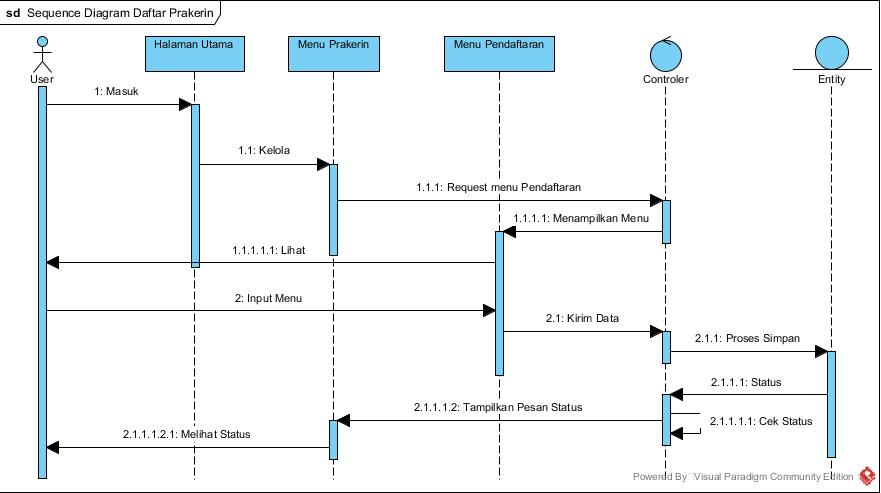 sd Sequence Diagram Daftar Prakerin
Halaman Utama
Menu Prakerin
Menu Pendaftaran
User
Controler
Entity
1: Masuk
1.1: Kelola
1.1.1: Request menu Pendaftaran
1.1.1.1: Menampilkan Menu
1.1.1.1.1: Lihat
2: Input Menu
2.1: Kirim Data
2.1.1: Proses Simpan
2.1.1.1: Status
2.1.1.1.2: Tampilkan Pesan Status
2.1.1.1.1: Cek Status
2.1.1.1.2.1: Melihat Status
Powered By Visual Paradigm Community Edition